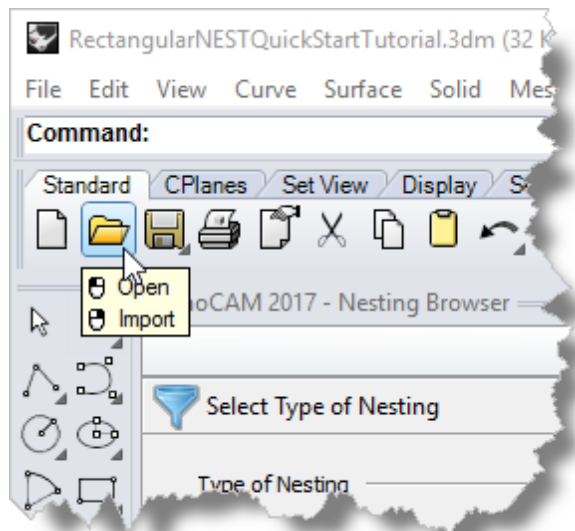 RectangularNESTQuickStartTutorial.3dm (32 K
File Edit View Curve Surface Solid Mes
Command:
Standard CPlanes Set View Display
Open
Import
noCAM 2017 - Nesting Browser
Select Type of Nesting
Type of Nesting